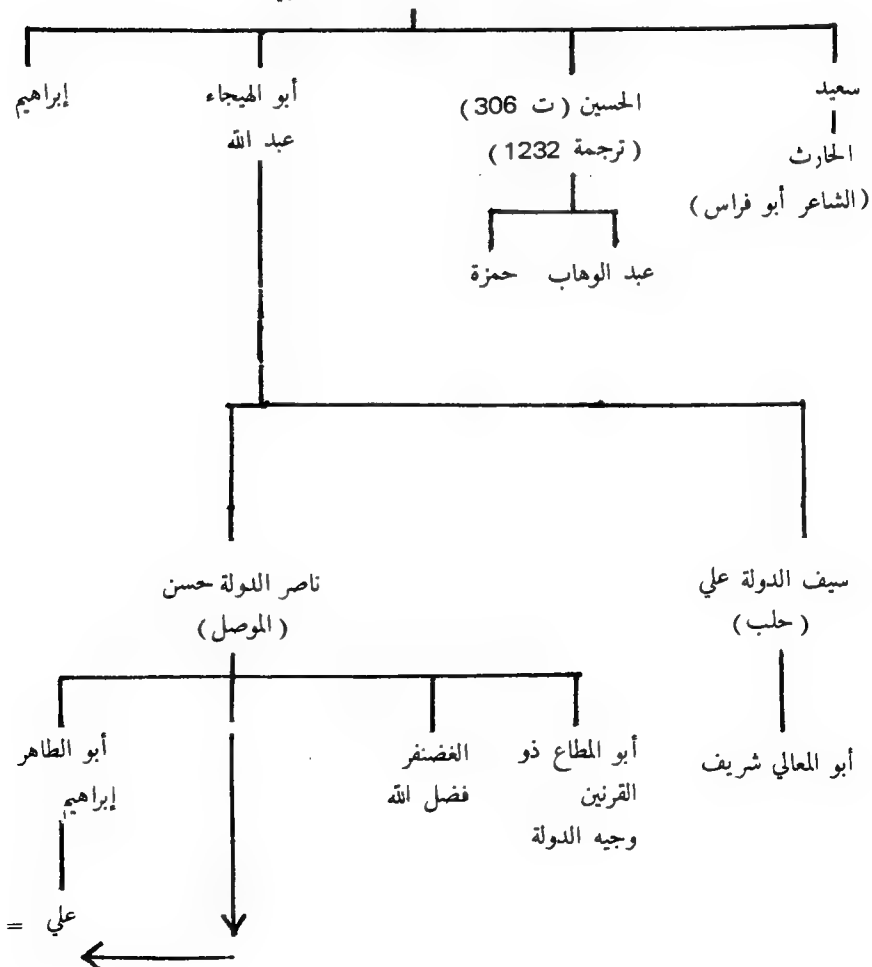 سعيد
الحارث
(الشاعر أبو فراس)
الحسين (ت 306)
(ترجمة 1232)
عبد الوهاب
حمزة
أبو الهيجاء
عبد الله
إبراهيم
سيف الدولة علي
(حلب)
أبو المعالي شريف
ناصر الدولة حسن
(الموصل)
أبو المطاع ذو
القرنين
وجيه الدولة
الغضنفر
فضل الله
أبو الطاهر
إبراهيم
علي =